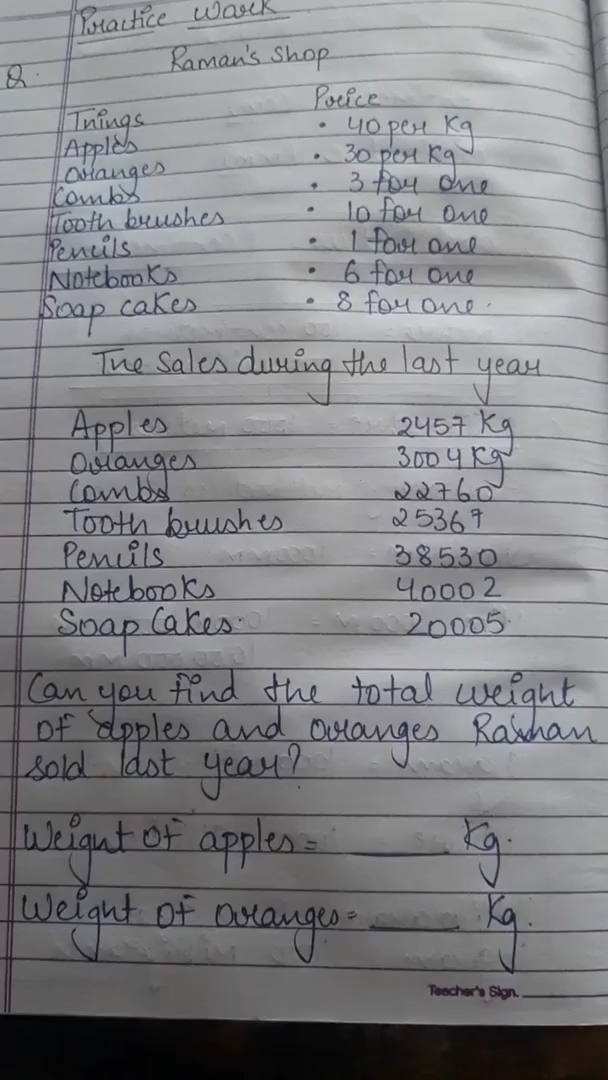 Practice Work
Q. Raman's Shop
Things Price
Apples • 40 per Kg
Oranges • 30 per Kg
Combs • 3 for one
Tooth brushes • 10 for one
Pencils • 1 for one
Notebooks • 6 for one
Soap cakes • 8 for one.
The Sales during the last year
Apples 2457 Kg
Oranges 3004 Kg
Combs 22760
Tooth brushes 25367
Pencils 38530
Notebooks 40002
Soap Cakes. 20005.
Can you find the total weight
of apples and oranges Raman
sold last year?
Weight of apples = ______ Kg.
Weight of oranges = ______ Kg.
Teacher's Sign. ______